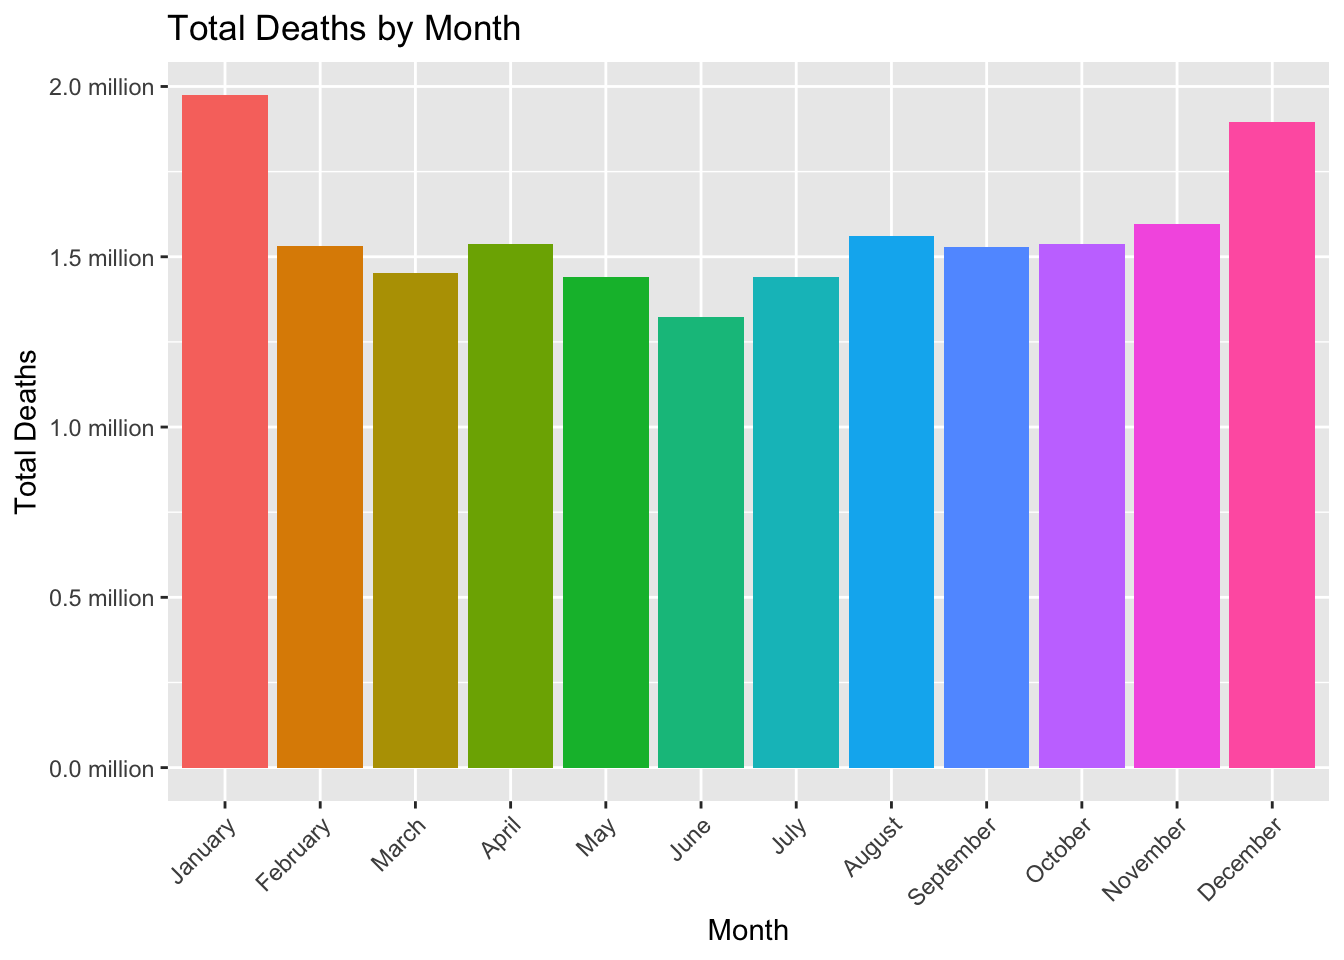 Total Deaths by Month
Total Deaths
2.0 million
1.5 million
1.0 million
0.5 million
0.0 million
January
February
March
April
May
June
July
August
September
October
November
December
Month